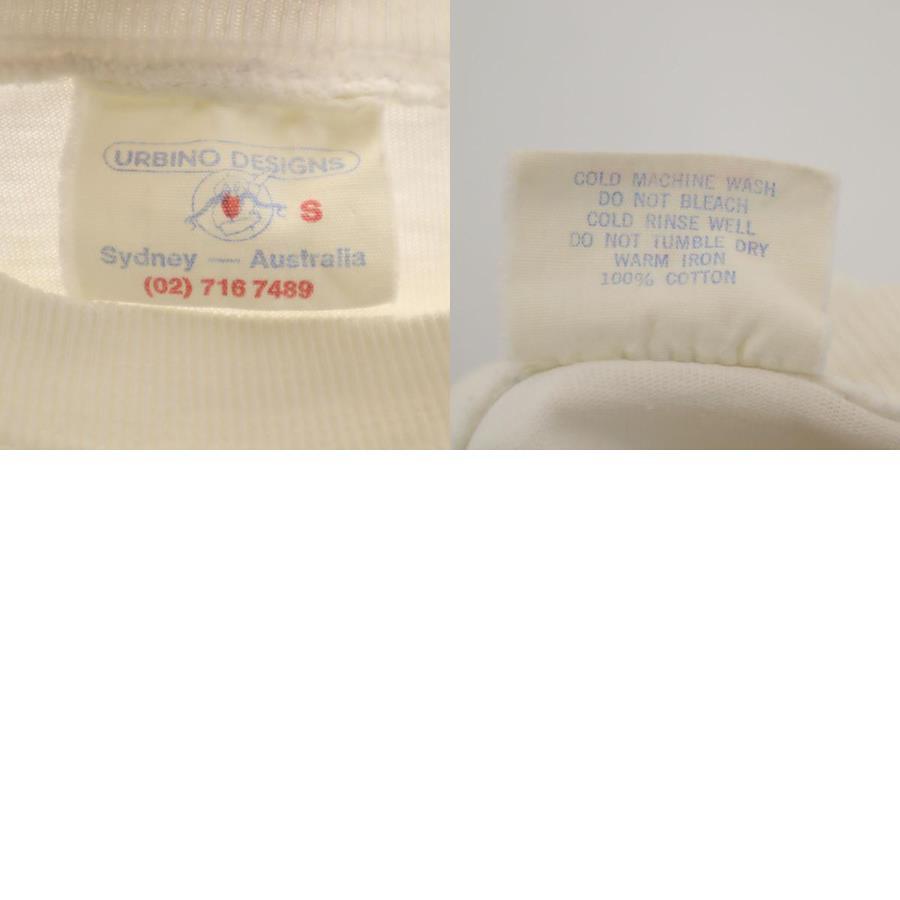 URBINO DESIGNS
S
Sydney — Australia
(02) 716 7489
COLD MACHINE WASH
DO NOT BLEACH
COLD RINSE WELL
DO NOT TUMBLE DRY
WARM IRON
100% COTTON